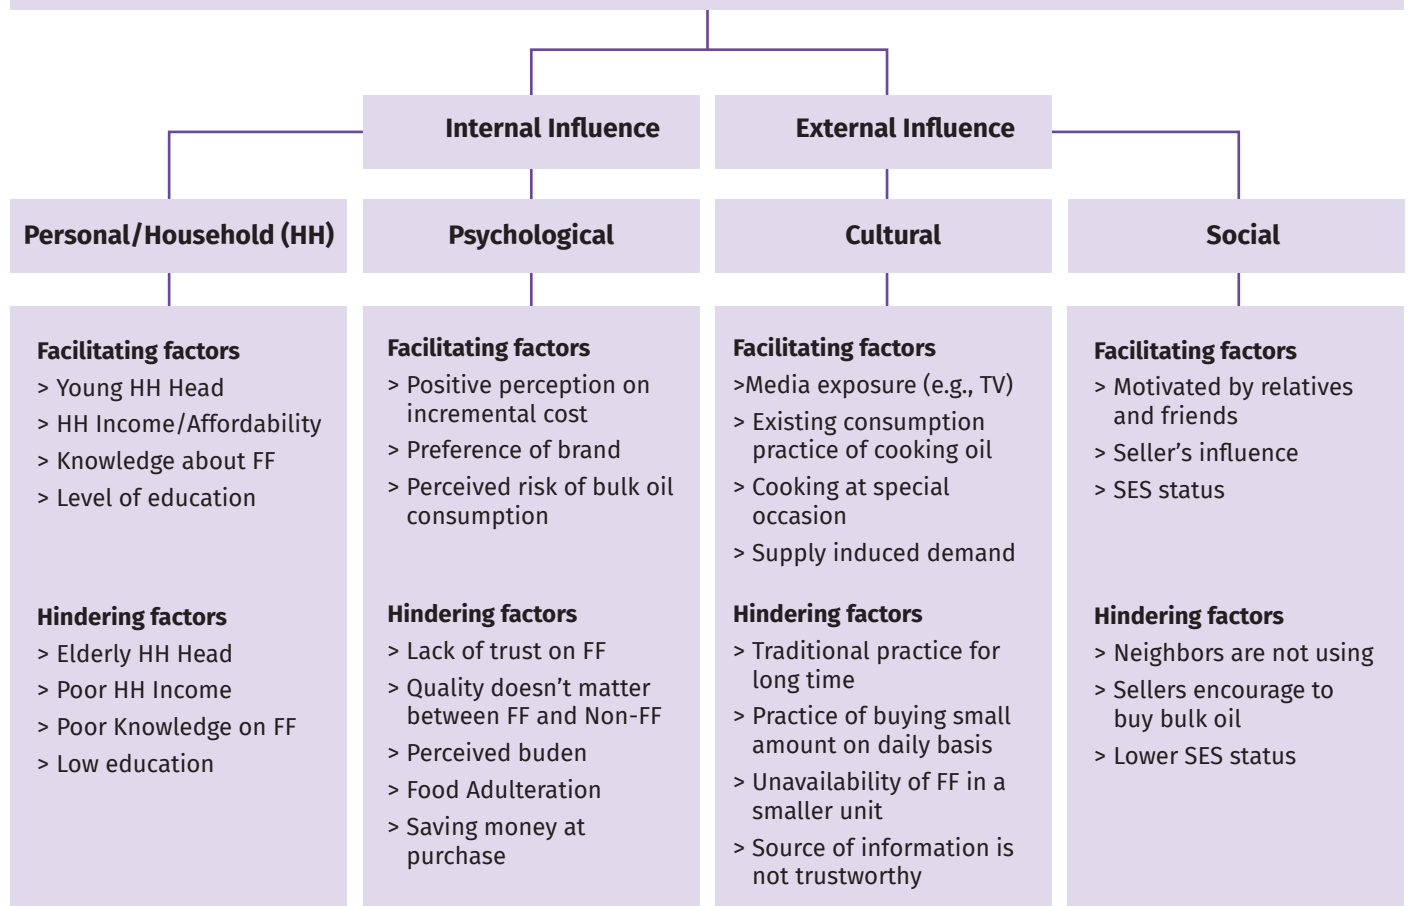 Internal Influence
External Influence
Personal/Household (HH)
Psychological
Cultural
Social
Facilitating factors
> Young HH Head
> HH Income/Affordability
> Knowledge about FF
> Level of education
Hindering factors
> Elderly HH Head
> Poor HH Income
> Poor Knowledge on FF
> Low education
Facilitating factors
> Positive perception on
incremental cost
> Preference of brand
> Perceived risk of bulk oil
consumption
Hindering factors
> Lack of trust on FF
> Quality doesn’t matter
between FF and Non-FF
> Perceived buden
> Food Adulteration
> Saving money at
purchase
Facilitating factors
>Media exposure (e.g., TV)
> Existing consumption
practice of cooking oil
> Cooking at special
occasion
> Supply induced demand
Hindering factors
> Traditional practice for
long time
> Practice of buying small
amount on daily basis
> Unavailability of FF in a
smaller unit
> Source of information is
not trustworthy
Facilitating factors
> Motivated by relatives
and friends
> Seller’s influence
> SES status
Hindering factors
> Neighbors are not using
> Sellers encourage to
buy bulk oil
> Lower SES status